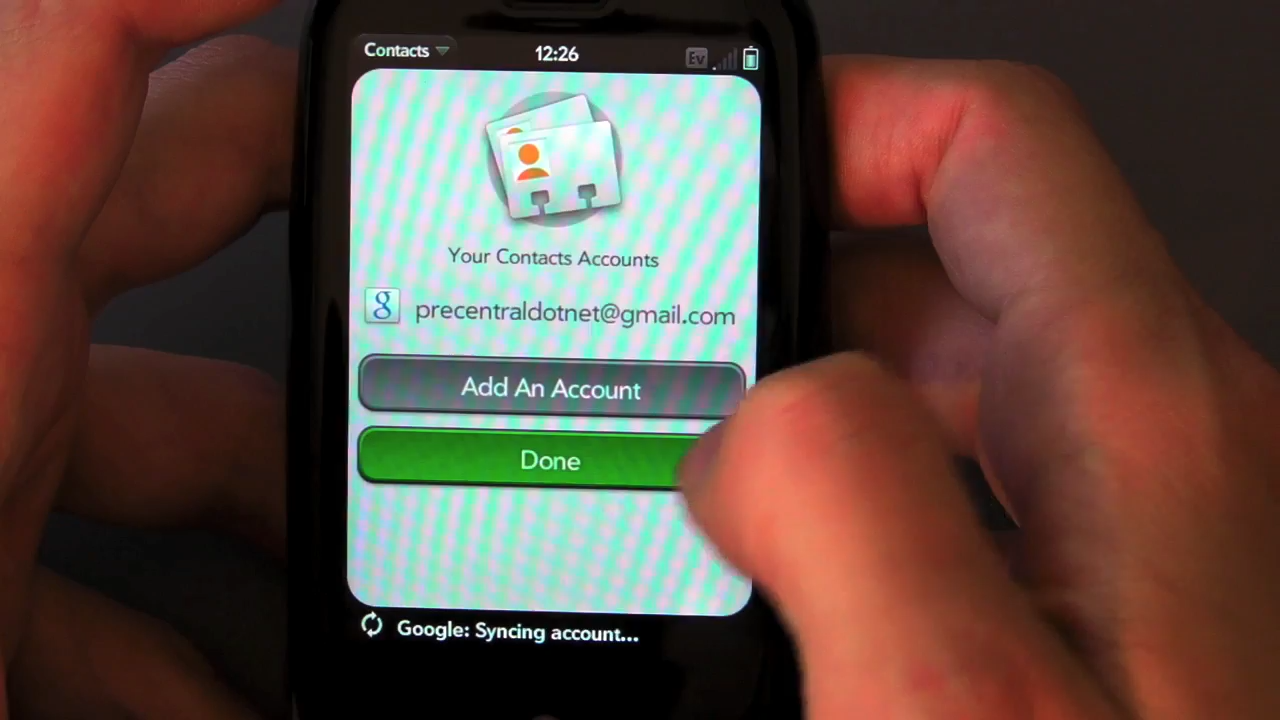 Contacts
12:26
Ev
Your Contacts Accounts
g
precentraldotnet@gmail.com
Add An Account
Done
Google: Syncing account...